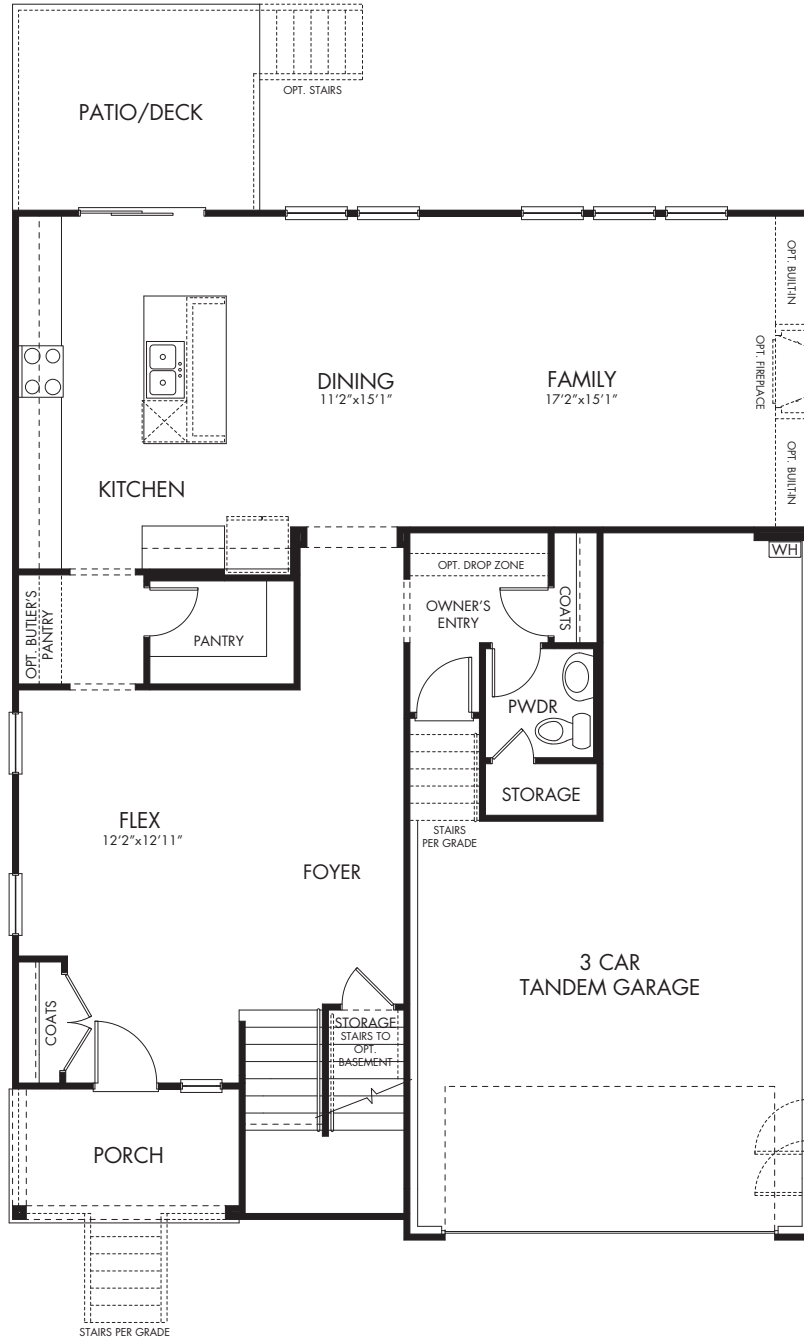 OPT. STAIRS
PATIO/DECK
OPT. BUILT-IN
OPT. FIREPLACE
OPT. BUILT-IN
DINING
11’2”x15’1”
FAMILY
17’2”x15’1”
KITCHEN
WH
OPT. DROP ZONE
OWNER’S
ENTRY
COATS
OPT. BUTLER’S
PANTRY
PANTRY
PWDR
STORAGE
STAIRS
PER GRADE
FLEX
12’2”x12’11”
FOYER
3 CAR
TANDEM GARAGE
COATS
STORAGE
STAIRS TO
OPT.
BASEMENT
PORCH
STAIRS PER GRADE